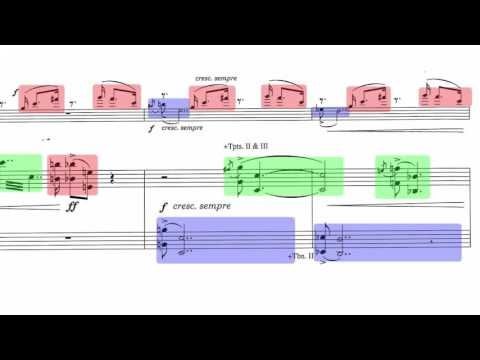 cresc. sempre
f
f cresc. sempre
+Tpts. II & III
ff
f cresc. sempre
+Tbn. II